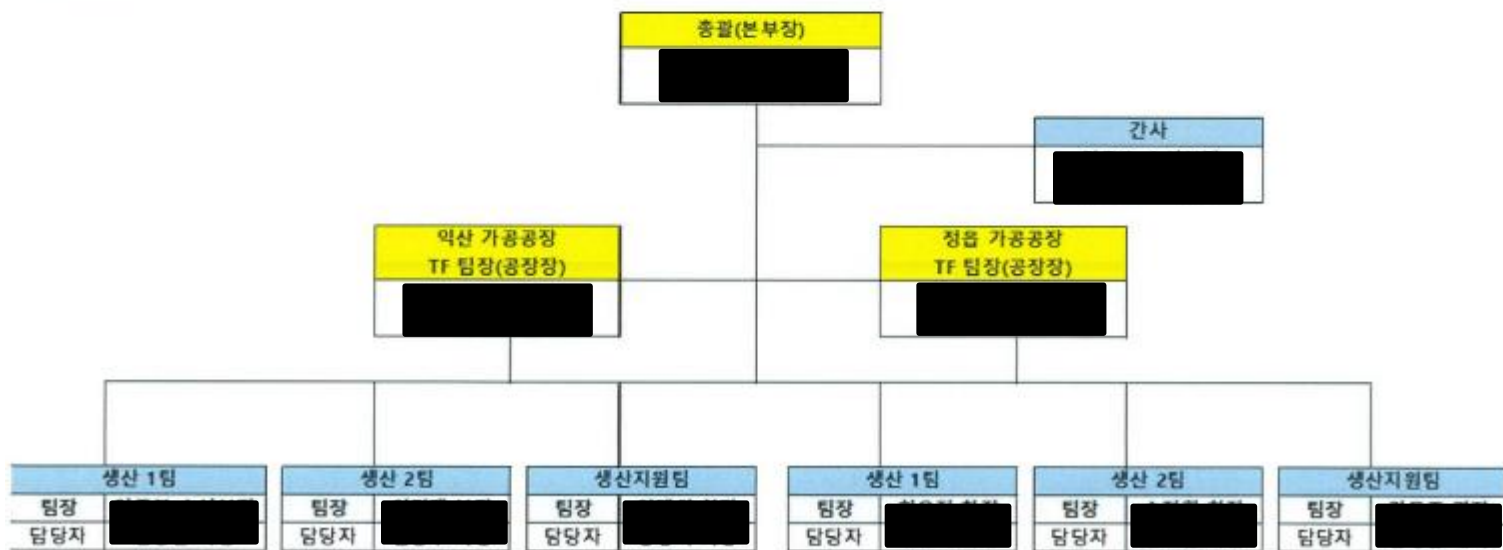 총괄(본부장)
간사
익산 가공공장
TF 팀장(공장장)
정읍 가공공장
TF 팀장(공장장)
생산 1팀
팀장
담당자
생산 2팀
팀장
담당자
생산지원팀
팀장
담당자
생산 1팀
팀장
담당자
생산 2팀
팀장
담당자
생산지원팀
팀장
담당자